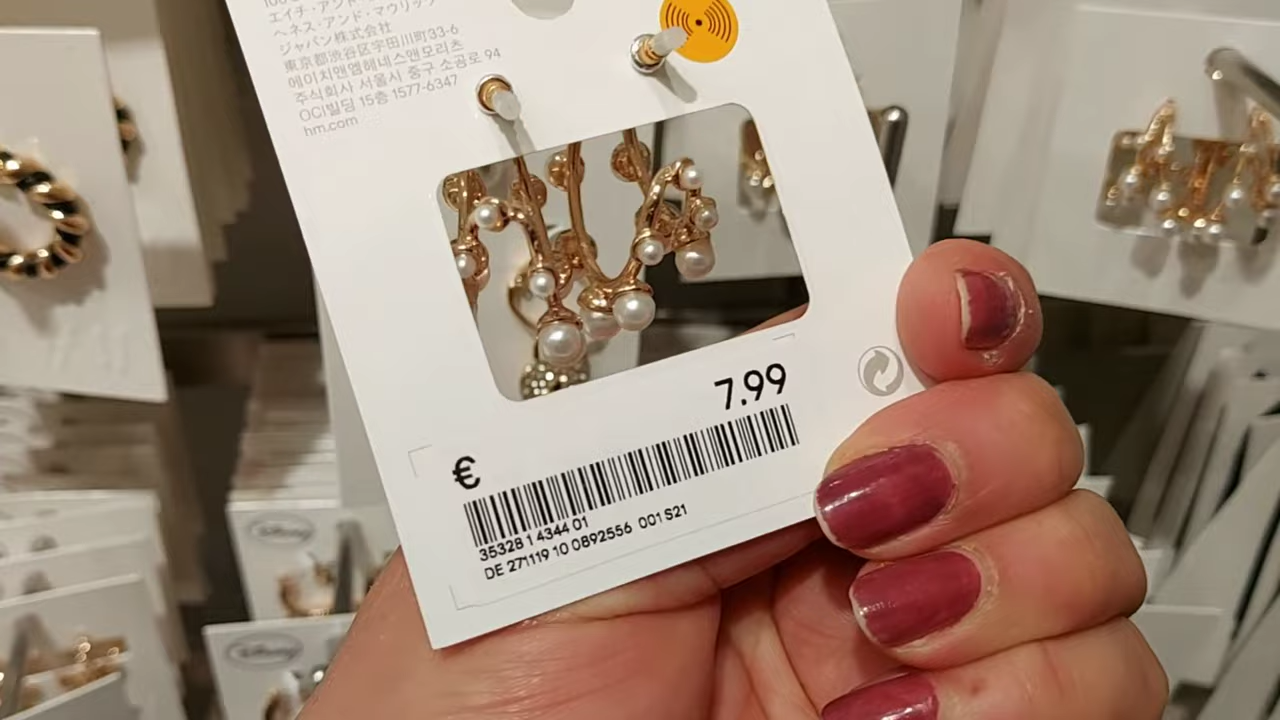 エイチ・アンド・
ヘネス・アンド・マウリッツ
ジャパン株式会社
東京都渋谷区宇田川町33-6
에이치앤엠헤네스앤모리츠
주식회사 서울시 중구 소공로 94
OCI빌딩 15층 1577-6347
hm.com
7.99
€
35328 1 4344 01
DE 271119 10 0892556 001 S21
Disney
Disney